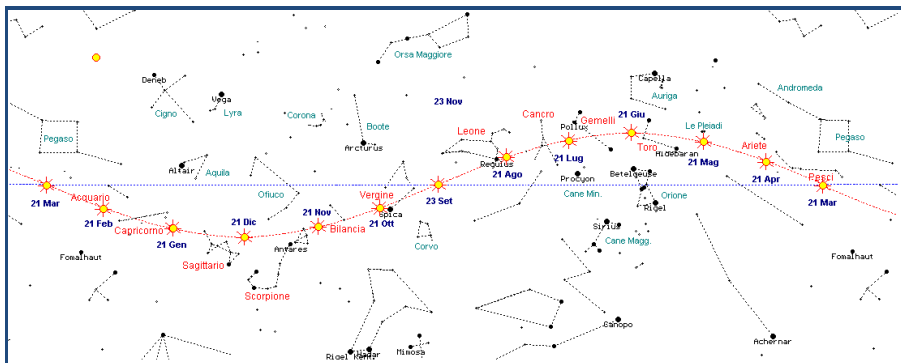 Orsa Maggiore
Deneb
Capella
Andromeda
Vega
23 Nov
Auriga
Cigno
Lyra
Corona
Cancro
Gemelli
21 Giu
Le Pleiadi
Pollux
Boote
Pegaso
Leone
Toro
Ariete
Pegaso
Arcturus
Hidebaran
Regulus
21 Lug
21 Mag
Altair
Aquila
21 Ago
Procyon
Betelgeuse
21 Apr
Pesci
Ofiuco
Vergine
Cane Min.
Orione
21 Mar
Acquario
23 Set
21 Mar
Spica
Rigel
21 Feb
21 Dic
21 Nov
21 Ott
Capricorno
Bilancia
Sirius
21 Gen
Antares
Corvo
Cane Magg.
Fomalhaut
Sagittario
Fomalhaut
Scorpione
Canopo
Achernar
Hadar
Mimosa
Rigel Kent.